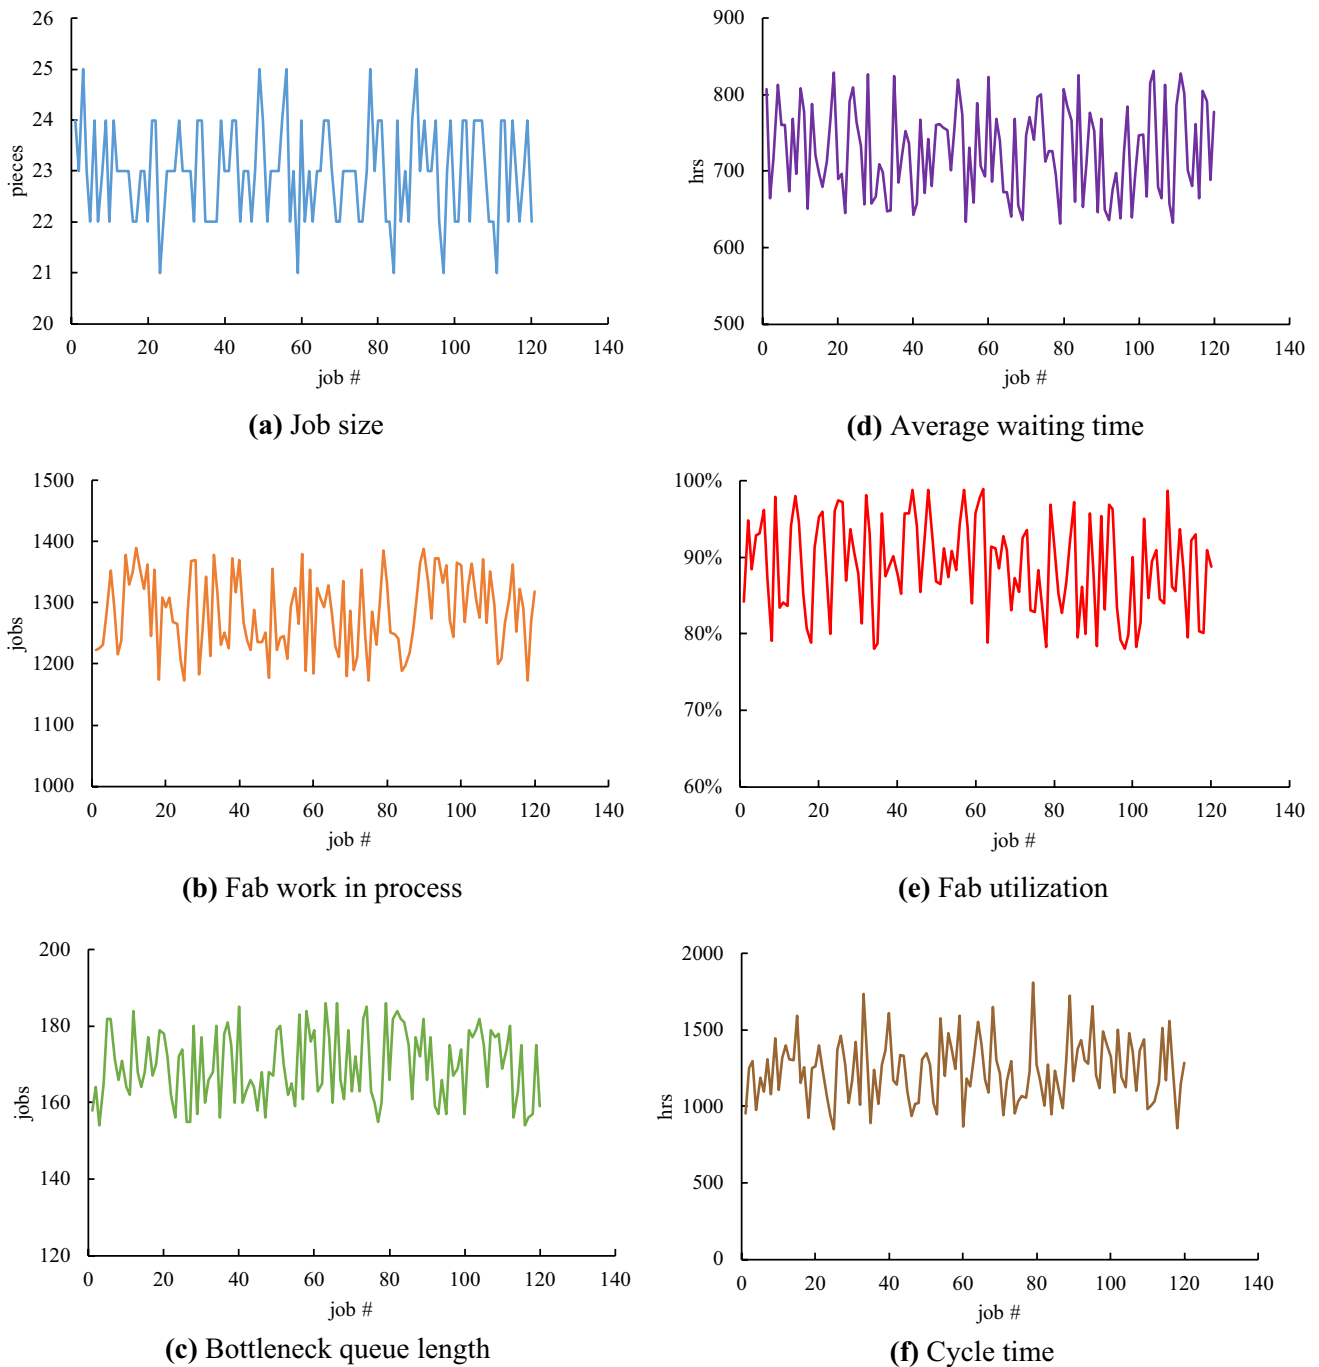 26
25
24
23
22
21
20
pieces
0 20 40 60 80 100 120 140
job #
(a) Job size
900
800
700
600
500
hrs
0 20 40 60 80 100 120 140
job #
(d) Average waiting time
1500
1400
1300
1200
1100
1000
jobs
0 20 40 60 80 100 120 140
job #
(b) Fab work in process
100%
90%
80%
70%
60%
0 20 40 60 80 100 120 140
job #
(e) Fab utilization
200
180
160
140
120
jobs
0 20 40 60 80 100 120 140
job #
(c) Bottleneck queue length
2000
1500
1000
500
0
hrs
0 20 40 60 80 100 120 140
job #
(f) Cycle time